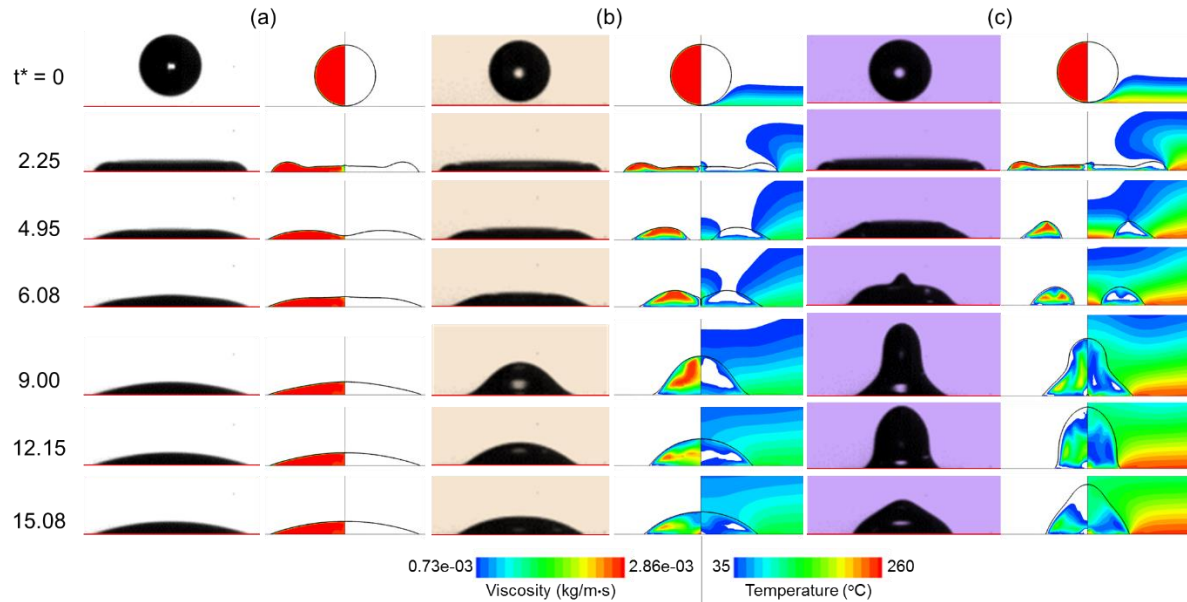 (a) (b) (c)
t* = 0
2.25
4.95
6.08
9.00
12.15
15.08
0.73e-03 2.86e-03 35 260
Viscosity (kg/m·s) Temperature (°C)